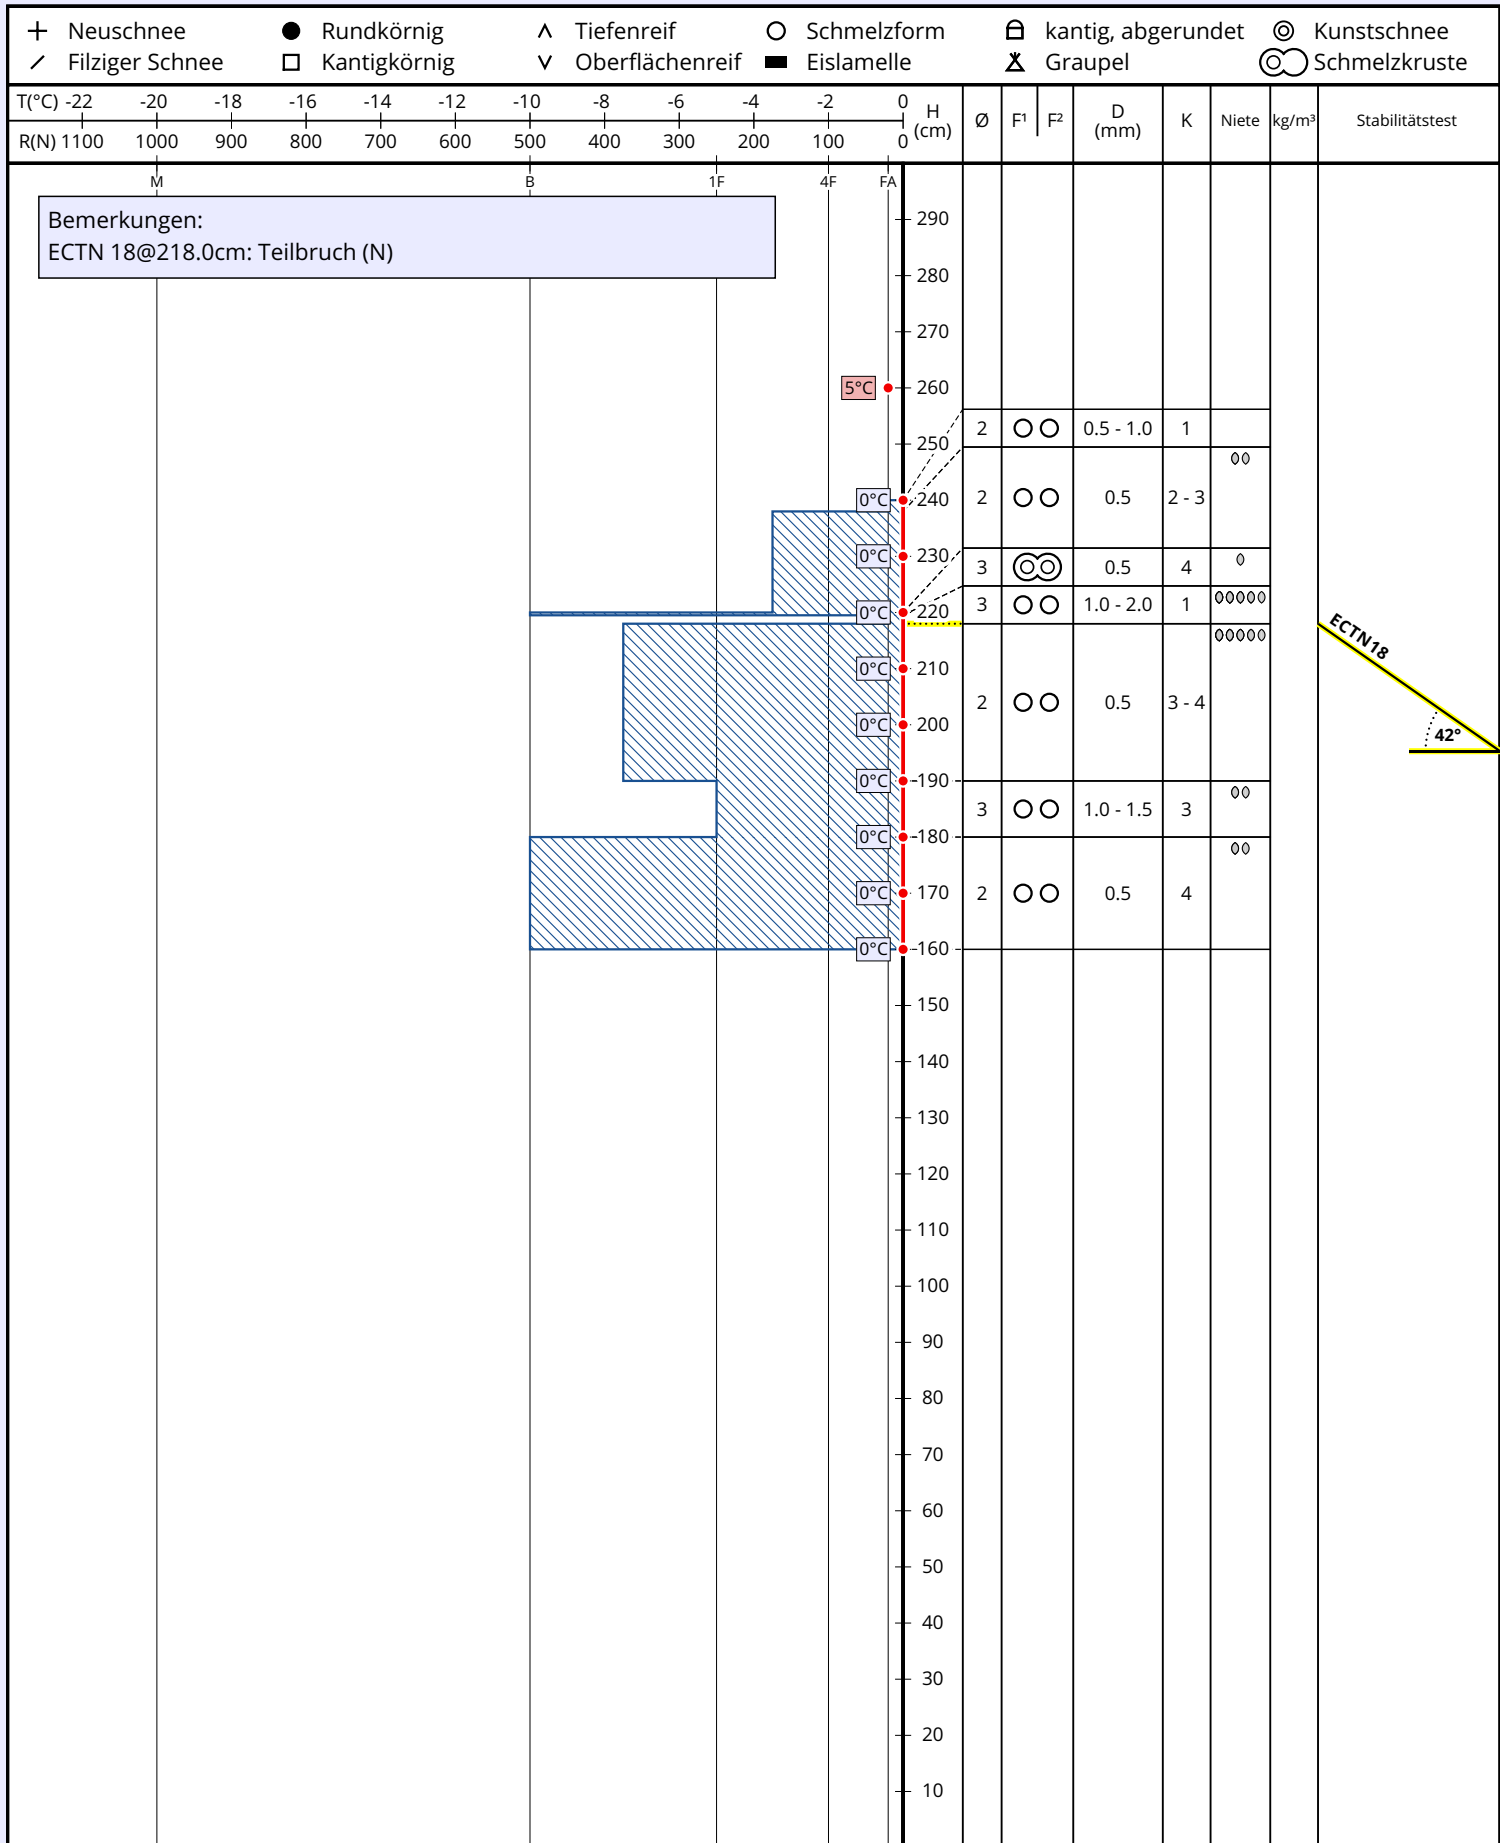 Neuschnee Rundkörnig Tiefenreif Schmelzform kantig, abgerundet Kunstschnee
Filziger Schnee Kantigkörnig Oberflächenreif Eislamelle Graupel Schmelzkruste
T(°C) -22 -20 -18 -16 -14 -12 -10 -8 -6 -4 -2 0
R(N) 1100 1000 900 800 700 600 500 400 300 200 100 0
H (cm) Ø F¹ F² D (mm) K Niete kg/m³ Stabilitätstest
M B 1F 4F FA
Bemerkungen:
ECTN 18@218.0cm: Teilbruch (N)
290
280
270
5°C 260
2 0.5 - 1.0 1
250
0°C 240 2 0.5 2 - 3
0°C 230
3 0.5 4
0°C 220 3 1.0 - 2.0 1
ECTN18
0°C 210
2 0.5 3 - 4
0°C 200
42°
0°C 190
3 1.0 - 1.5 3
0°C 180
0°C 170 2 0.5 4
0°C 160
150
140
130
120
110
100
90
80
70
60
50
40
30
20
10